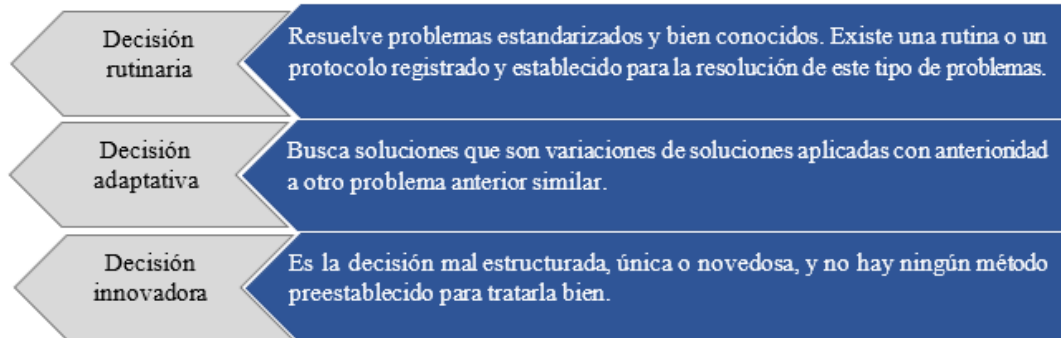 Decisión
rutinaria
Resuelve problemas estandarizados y bien conocidos. Existe una rutina o un
protocolo registrado y establecido para la resolución de este tipo de problemas.
Decisión
adaptativa
Busca soluciones que son variaciones de soluciones aplicadas con anterioridad
a otro problema anterior similar.
Decisión
innovadora
Es la decisión mal estructurada, única o novedosa, y no hay ningún método
preestablecido para tratarla bien.